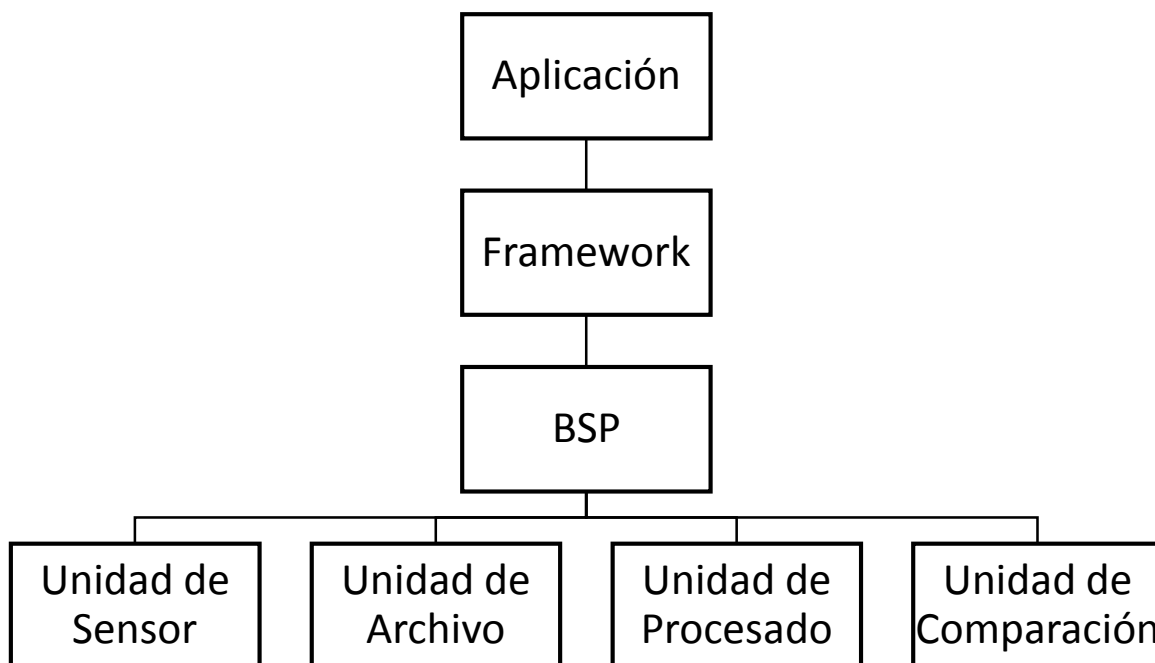 Aplicación
Framework
BSP
Unidad de
Sensor
Unidad de
Archivo
Unidad de
Procesado
Unidad de
Comparación